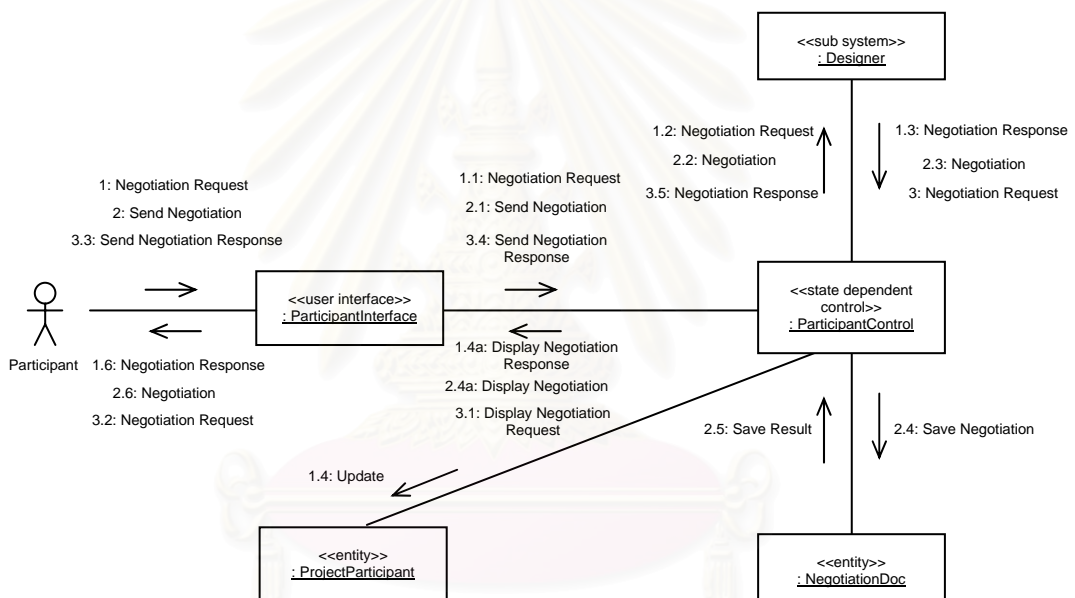 <<sub system>>
: Designer
1.2: Negotiation Request
2.2: Negotiation
3.5: Negotiation Response
1.3: Negotiation Response
2.3: Negotiation
3: Negotiation Request
1: Negotiation Request
2: Send Negotiation
3.3: Send Negotiation Response
1.1: Negotiation Request
2.1: Send Negotiation
3.4: Send Negotiation
Response
<<user interface>>
: ParticipantInterface
<<state dependent
control>>
: ParticipantControl
Participant
1.6: Negotiation Response
2.6: Negotiation
3.2: Negotiation Request
1.4a: Display Negotiation
Response
2.4a: Display Negotiation
3.1: Display Negotiation
Request
2.5: Save Result
2.4: Save Negotiation
1.4: Update
<<entity>>
: ProjectParticipant
<<entity>>
: NegotiationDoc